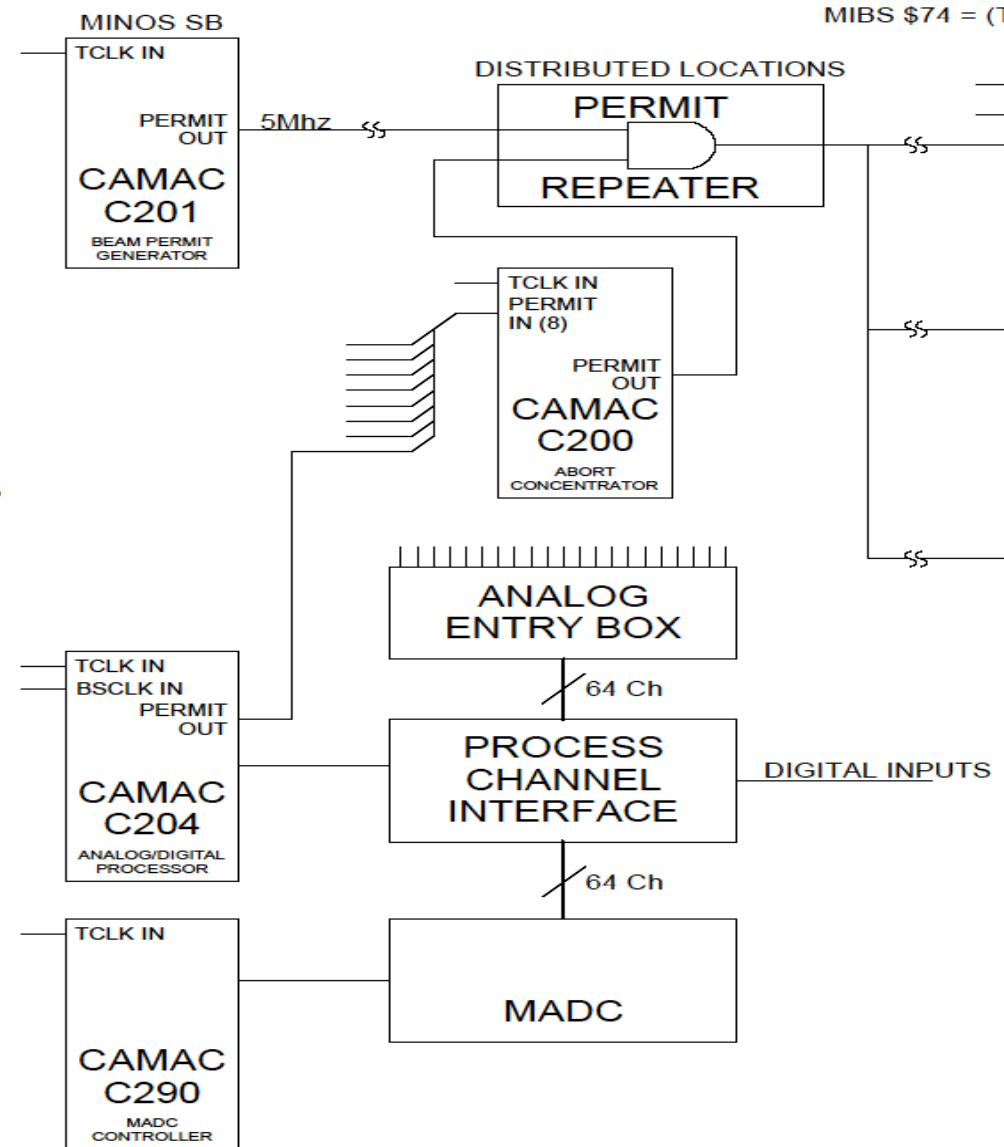 MINOS SB
MIBS $74 = (T
TCLK IN
PERMIT
OUT
CAMAC
C201
BEAM PERMIT
GENERATOR
5Mhz
DISTRIBUTED LOCATIONS
PERMIT
REPEATER
TCLK IN
PERMIT
IN (8)
PERMIT
OUT
CAMAC
C200
ABORT
CONCENTRATOR
ANALOG
ENTRY BOX
64 Ch
TCLK IN
BSCLK IN
PERMIT
OUT
CAMAC
C204
ANALOG/DIGITAL
PROCESSOR
PROCESS
CHANNEL
INTERFACE
DIGITAL INPUTS
64 Ch
TCLK IN
CAMAC
C290
MADC
CONTROLLER
MADC